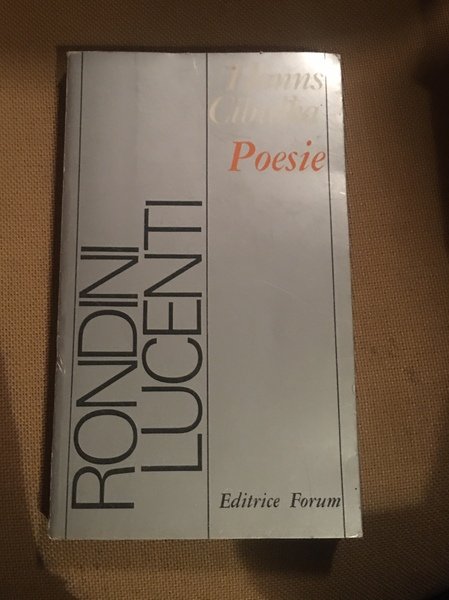 Hanns
Cibulka
Poesie
RONDINI
LUCENTI
Editrice Forum